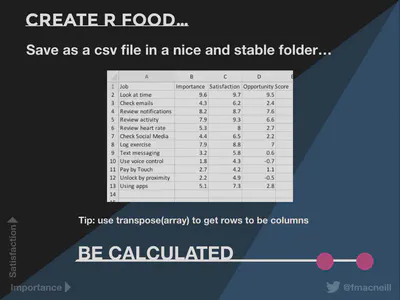 CREATE R FOOD...
Save as a csv file in a nice and stable folder...
A B C D E
1 Job Importance Satisfaction Opportunity Score
2 Look at time 9.6 9.7 9.5
3 Check emails 4.3 6.2 2.4
4 Review notifications 8.2 8.7 7.6
5 Review activity 7.9 9.3 6.6
6 Review heart rate 5.3 8 2.7
7 Check Social Media 4.4 6.5 2.2
8 Log exercise 7.9 8.8 7
9 Text messaging 3.2 5.8 0.6
10 Use voice control 1.8 4.3 -0.7
11 Pay by Touch 2.7 4.2 1.1
12 Unlock by proximity 2.2 4.9 -0.5
13 Using apps 5.1 7.3 2.8
14
Tip: use transpose(array) to get rows to be columns
BE CALCULATED
Satisfaction
Importance
@fmacneill